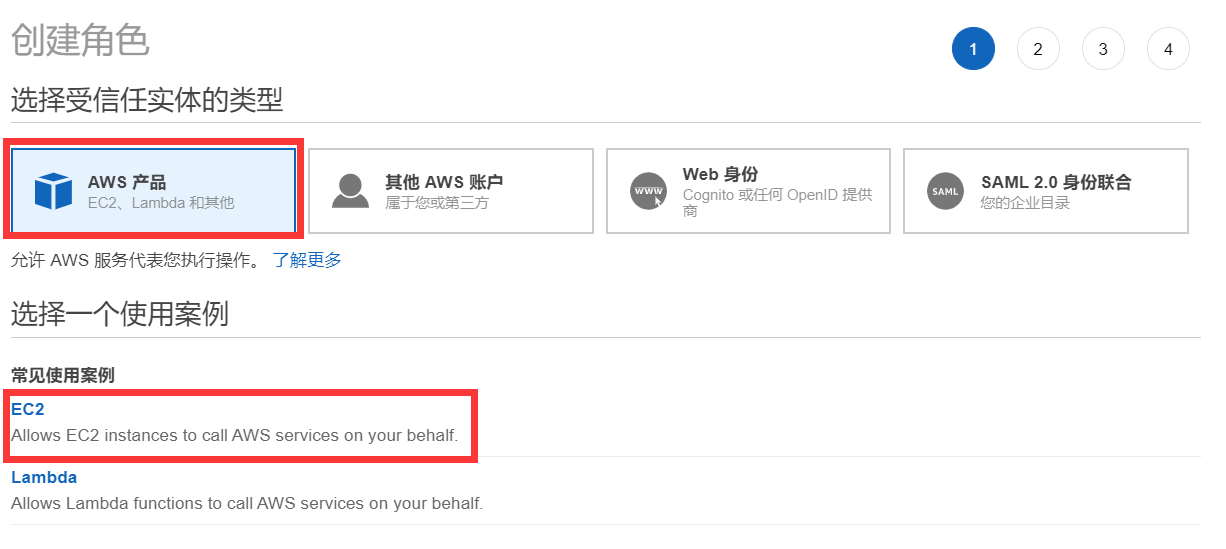 创建角色
1 2 3 4
选择受信任实体的类型
AWS 产品
EC2、Lambda 和其他
其他 AWS 账户
属于您或第三方
WWW
Web 身份
Cognito 或任何 OpenID 提供
商
SAML
SAML 2.0 身份联合
您的企业目录
允许 AWS 服务代表您执行操作。 了解更多
选择一个使用案例
常见使用案例
EC2
Allows EC2 instances to call AWS services on your behalf.
Lambda
Allows Lambda functions to call AWS services on your behalf.